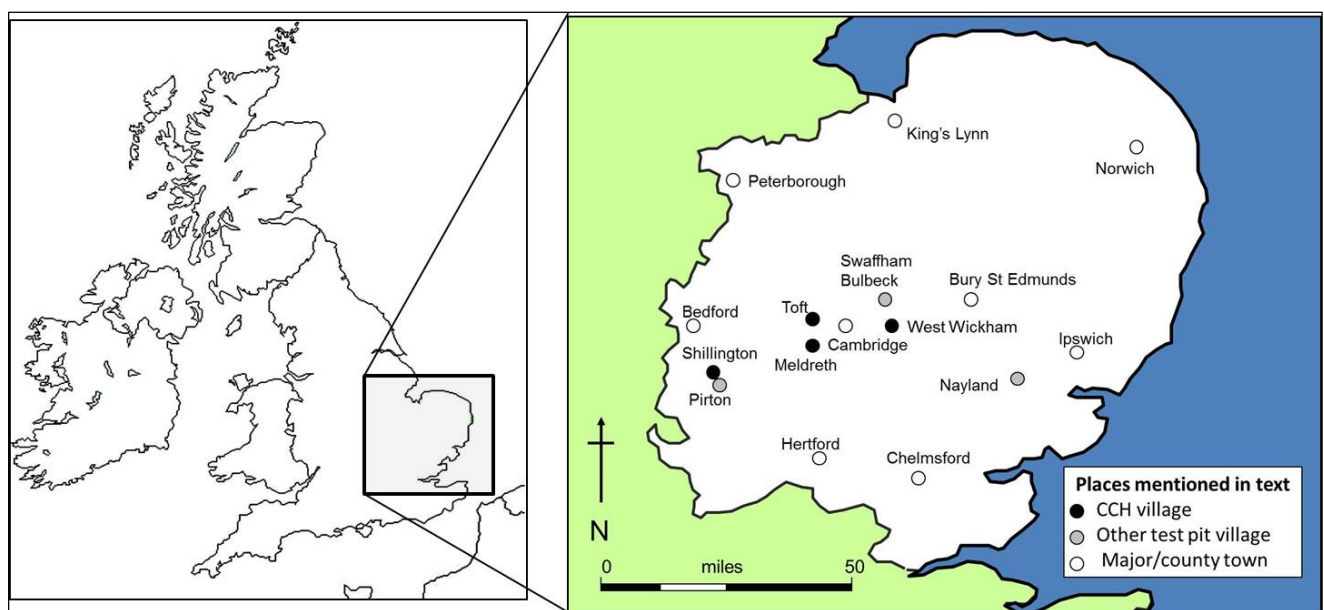 King's Lynn
Norwich
Peterborough
Swaffham
Bulbeck
Bury St Edmunds
Bedford
Toft
West Wickham
Cambridge
Ipswich
Shillington
Meldreth
Nayland
Pirton
Hertford
Chelmsford
N
0 miles 50
Places mentioned in text
CCH village
Other test pit village
Major/county town